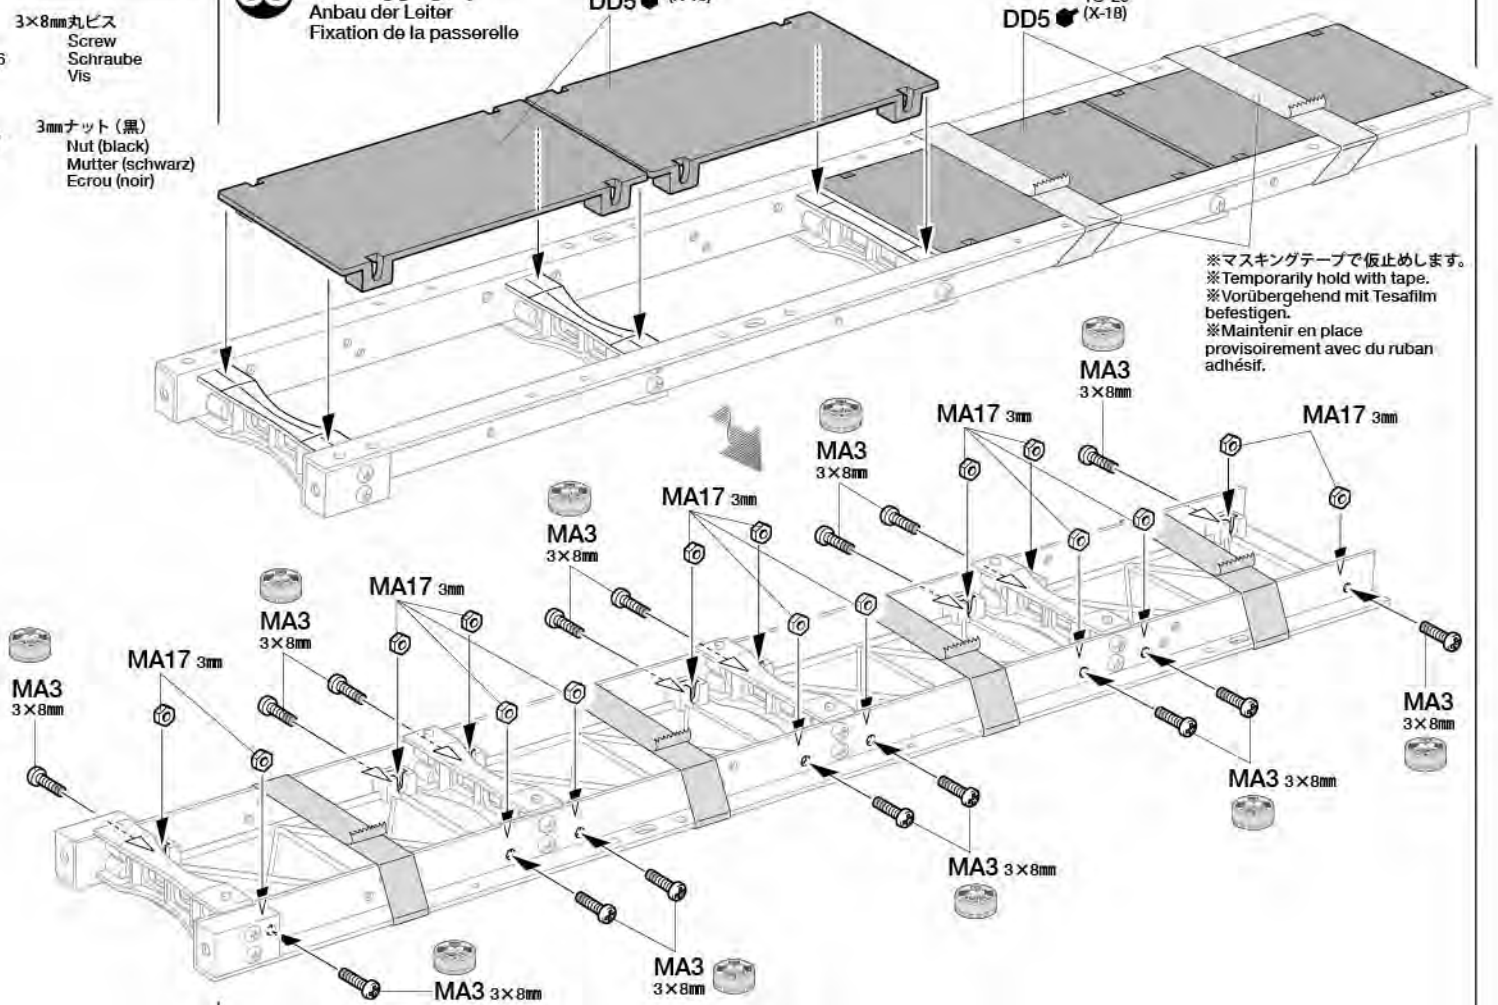 3×8mm丸ビス
Screw
Schraube
Vis
3mmナット(黒)
Nut (black)
Mutter (schwarz)
Ecrou (noir)
Anbau der Leiter
Fixation de la passerelle
DD5
DD5 (X-18)
※マスキングテープで仮止めします。
※Temporarily hold with tape.
※Vorübergehend mit Tesafilm
befestigen.
※Maintenir en place
provisoirement avec du ruban
adhésif.
MA3
3×8mm
MA17 3mm
MA17 3mm
MA3
3×8mm
MA17 3mm
MA3
3×8mm
MA17 3mm
MA3
3×8mm
MA17 3mm
MA3
3×8mm
MA3
3×8mm
MA3 3×8mm
MA3 3×8mm
MA3
3×8mm
MA3 3×8mm